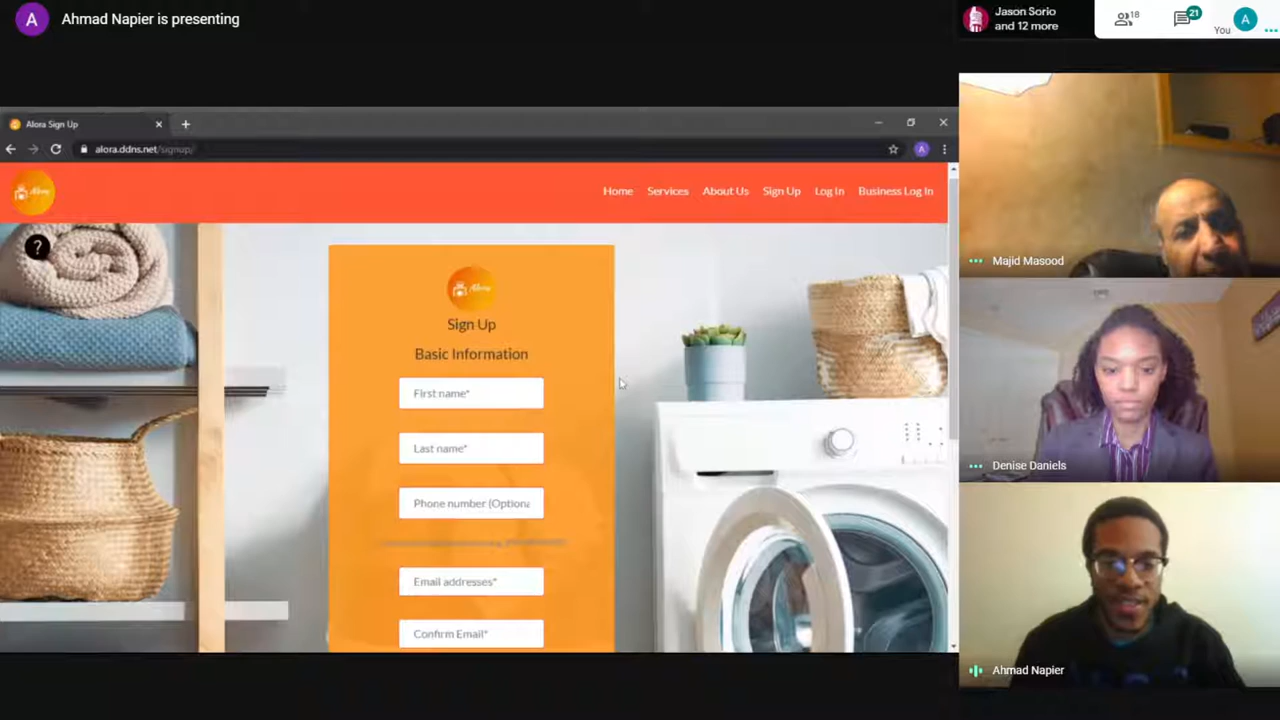 A
Ahmad Napier is presenting
Jason Sorio
and 12 more
18
21
You
A
Alora Sign Up
alora.ddns.net/signup/
A
Alora
Home
Services
About Us
Sign Up
Log In
Business Log In
?
Alora
Sign Up
Basic Information
First name*
Last name*
Phone number (Optiona
Email addresses*
Confirm Email*
Majid Masood
Denise Daniels
Ahmad Napier